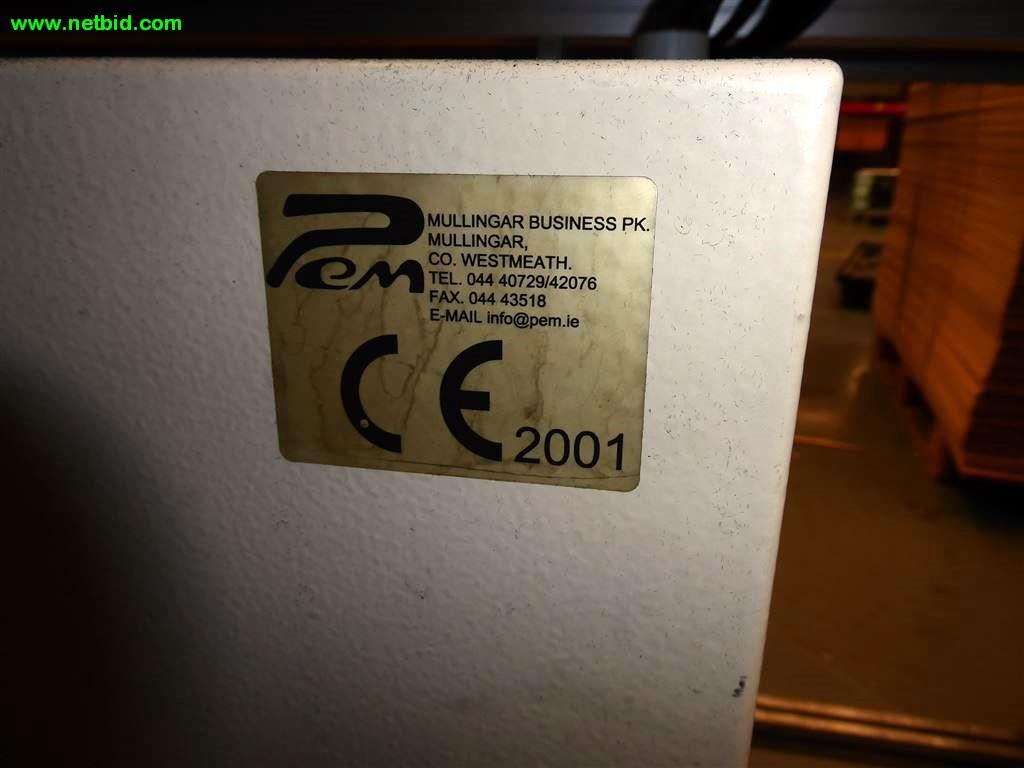 www.netbid.com
Pem
MULLINGAR BUSINESS PK.
MULLINGAR,
CO. WESTMEATH.
TEL. 044 40729/42076
FAX. 044 43518
E-MAIL info@pem.ie
CE 2001